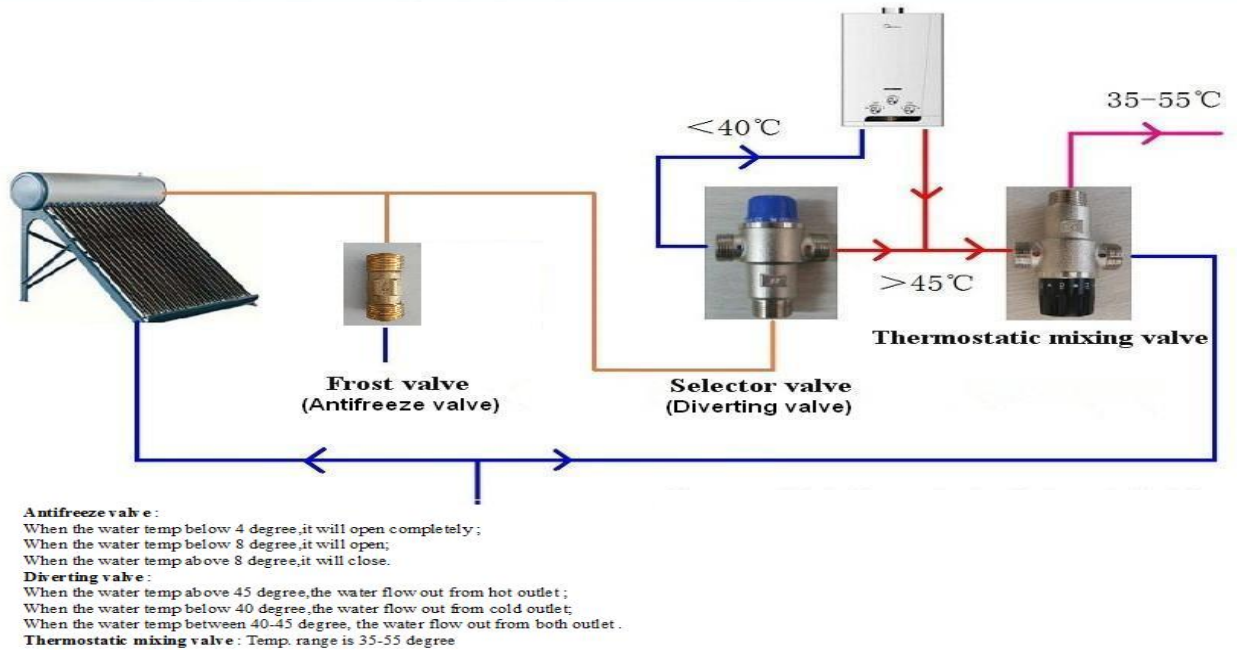 35-55℃
<40℃
>45℃
Thermostatic mixing valve
Frost valve
(Antifreeze valve)
Selector valve
(Diverting valve)
Antifreeze valve :
When the water temp below 4 degree,it will open completely ;
When the water temp below 8 degree,it will open;
When the water temp above 8 degree,it will close.
Diverting valve :
When the water temp above 45 degree,the water flow out from hot outlet ;
When the water temp below 40 degree,the water flow out from cold outlet;
When the water temp between 40-45 degree, the water flow out from both outlet .
Thermostatic mixing valve : Temp. range is 35-55 degree